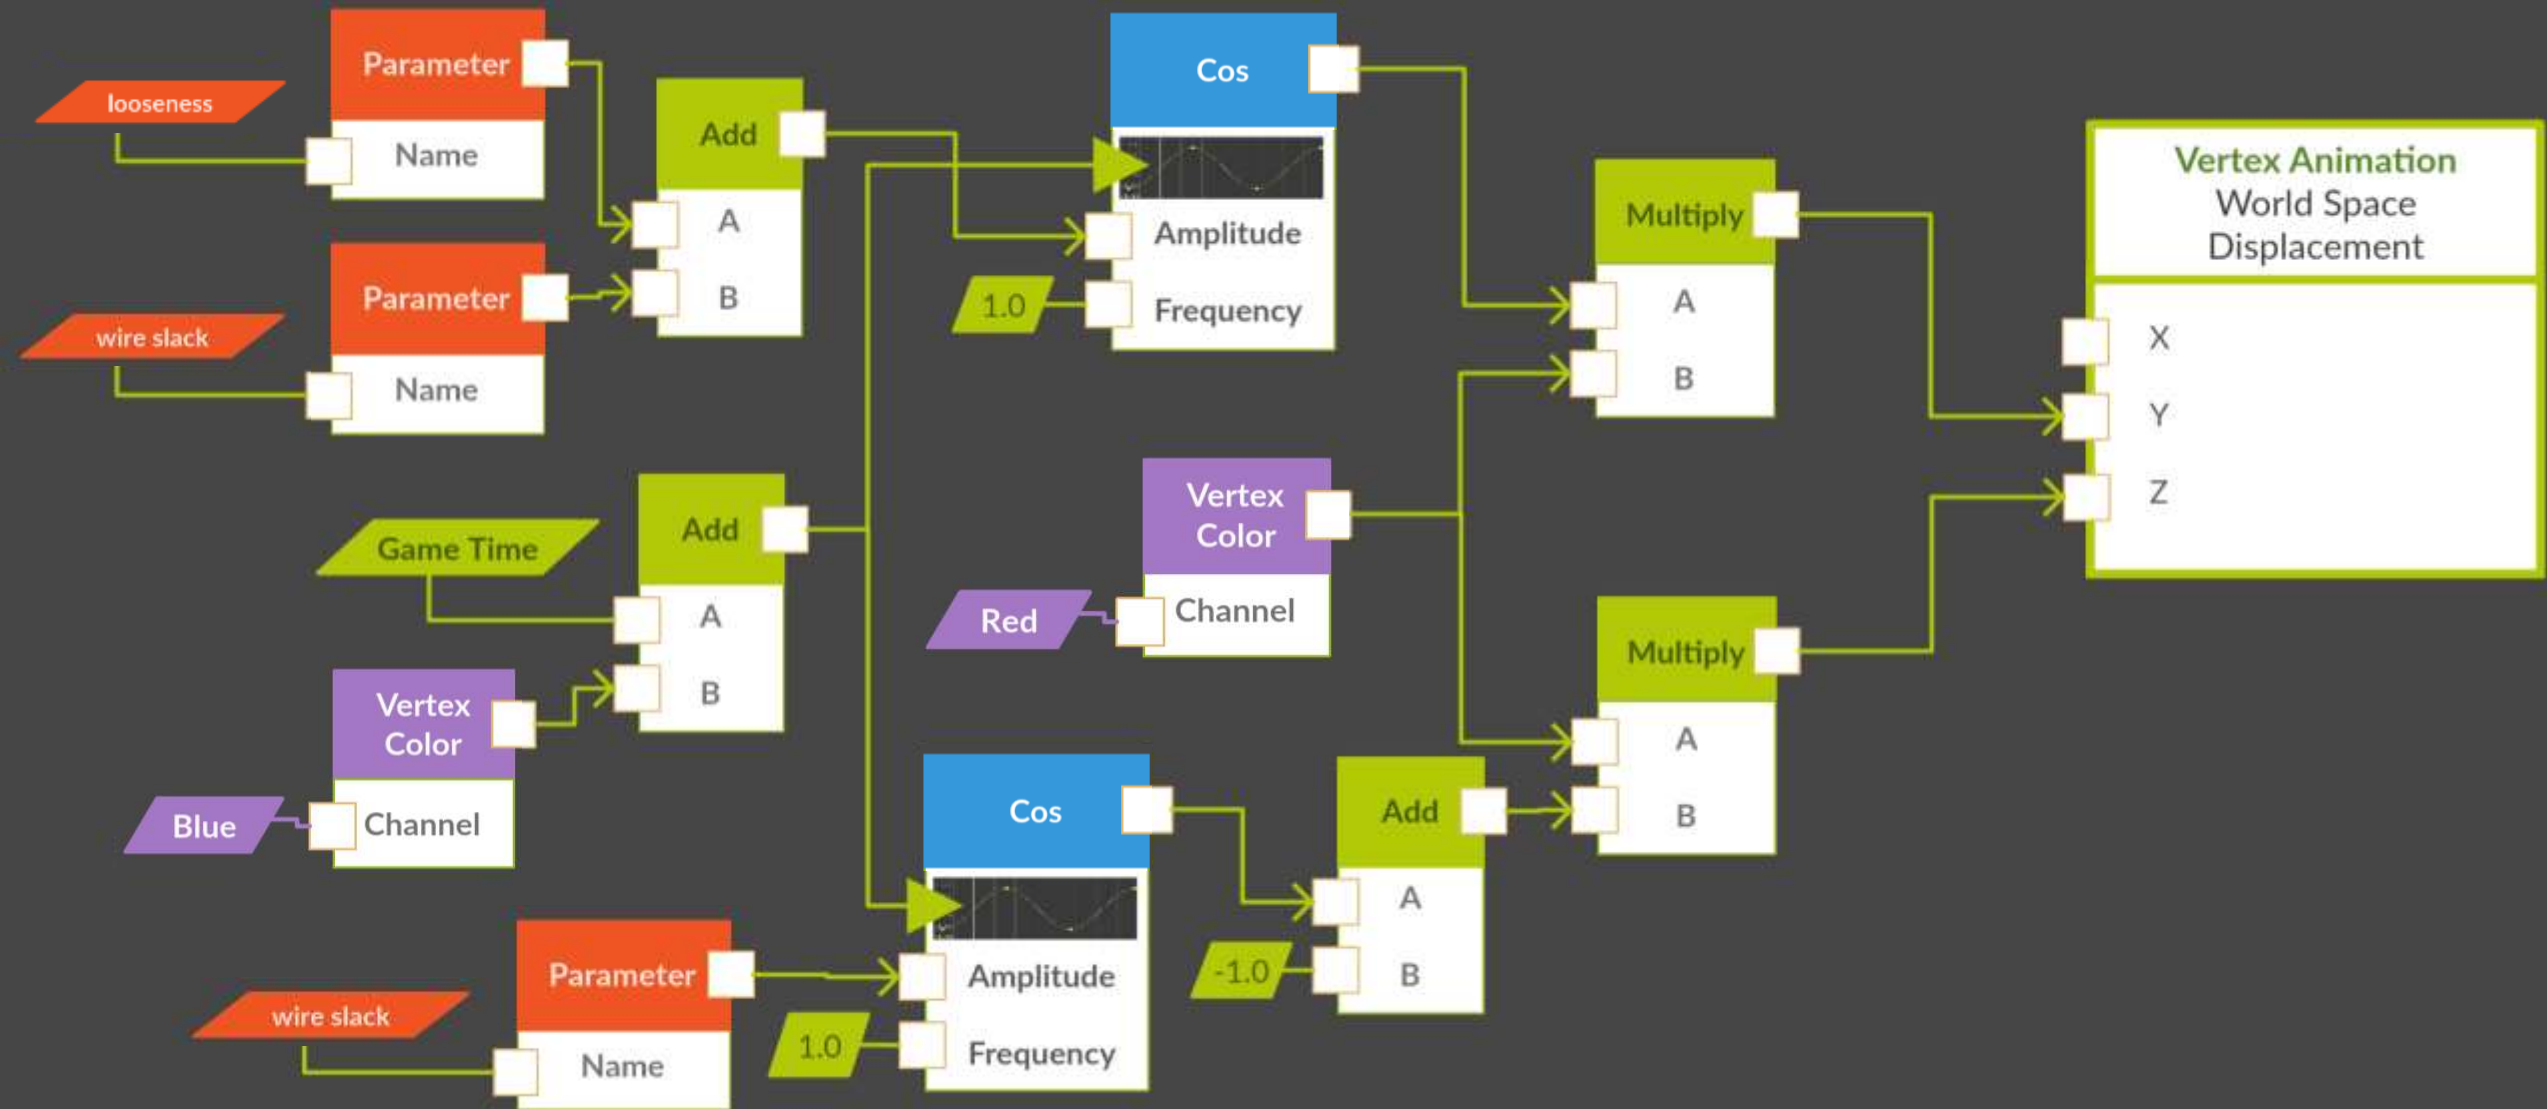 looseness
Parameter
Name
wire slack
Parameter
Name
Add
A
B
Cos
Amplitude
1.0
Frequency
Multiply
A
B
Vertex Animation
World Space
Displacement
X
Y
Z
Game Time
Add
A
B
Vertex
Color
Blue
Channel
Vertex
Color
Red
Channel
Multiply
A
B
Cos
Amplitude
1.0
Frequency
Add
A
-1.0
B
Parameter
wire slack
Name